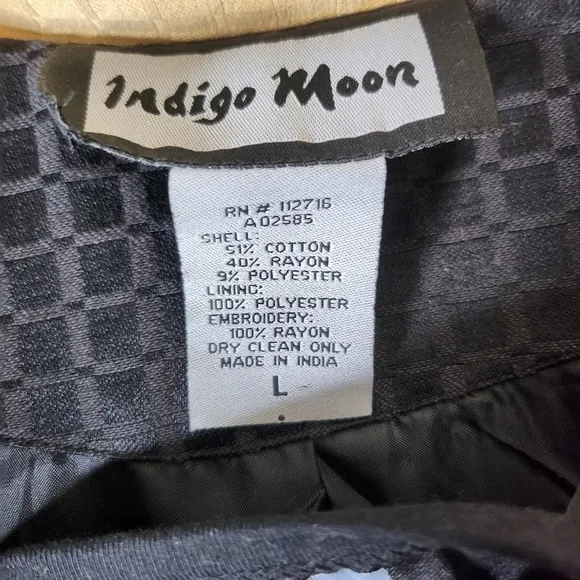 Indigo Moon
RN # 112716
A02585
SHELL:
51% COTTON
40% RAYON
9% POLYESTER
LINING:
100% POLYESTER
EMBROIDERY:
100% RAYON
DRY CLEAN ONLY
MADE IN INDIA
L